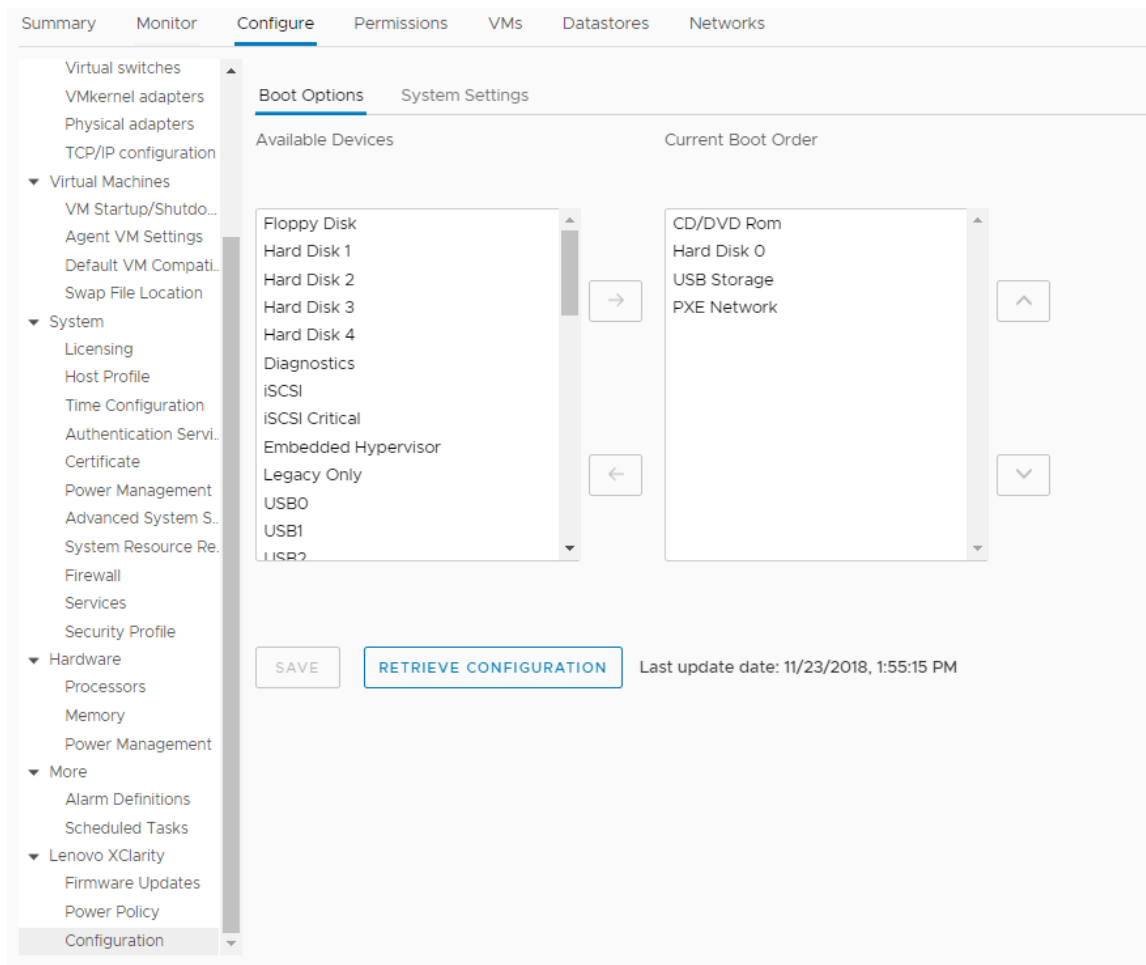 Summary Monitor Configure Permissions VMs Datastores Networks
Virtual switches
VMkernel adapters
Physical adapters
TCP/IP configuration
Virtual Machines
VM Startup/Shutdo...
Agent VM Settings
Default VM Compati..
Swap File Location
System
Licensing
Host Profile
Time Configuration
Authentication Servi..
Certificate
Power Management
Advanced System S..
System Resource Re.
Firewall
Services
Security Profile
Hardware
Processors
Memory
Power Management
More
Alarm Definitions
Scheduled Tasks
Lenovo XClarity
Firmware Updates
Power Policy
Configuration
Boot Options System Settings
Available Devices
Floppy Disk
Hard Disk 1
Hard Disk 2
Hard Disk 3
Hard Disk 4
Diagnostics
iSCSI
iSCSI Critical
Embedded Hypervisor
Legacy Only
USB0
USB1
USB2
Current Boot Order
CD/DVD Rom
Hard Disk 0
USB Storage
PXE Network
SAVE RETRIEVE CONFIGURATION Last update date: 11/23/2018, 1:55:15 PM